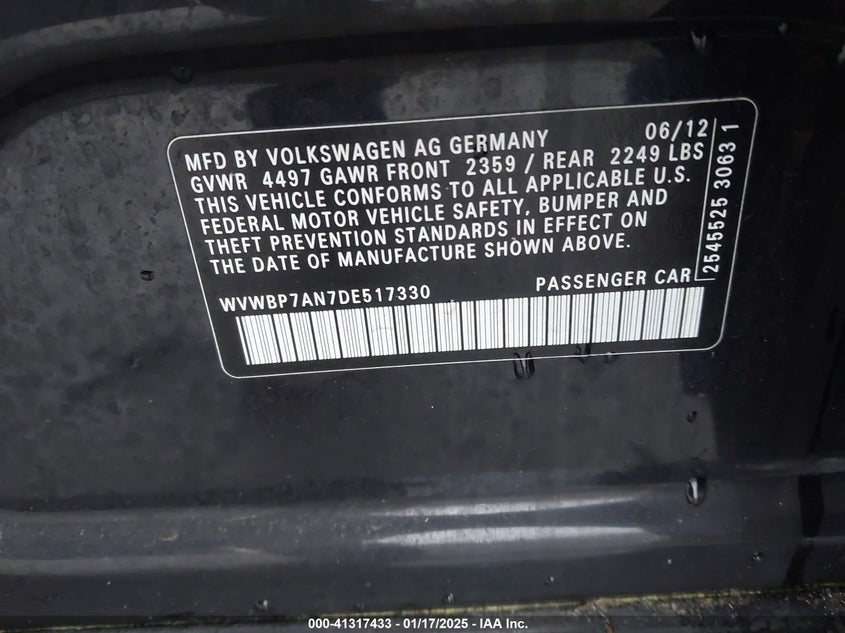 06/12
MFD BY VOLKSWAGEN AG GERMANY
GVWR 4497 GAWR FRONT 2359 / REAR 2249 LBS
THIS VEHICLE CONFORMS TO ALL APPLICABLE U.S.
FEDERAL MOTOR VEHICLE SAFETY, BUMPER AND
THEFT PREVENTION STANDARDS IN EFFECT ON
THE DATE OF MANUFACTURE SHOWN ABOVE.
WVWBP7AN7DE517330 PASSENGER CAR
2545525 3063 1
000-41317433 - 01/17/2025 - IAA Inc.